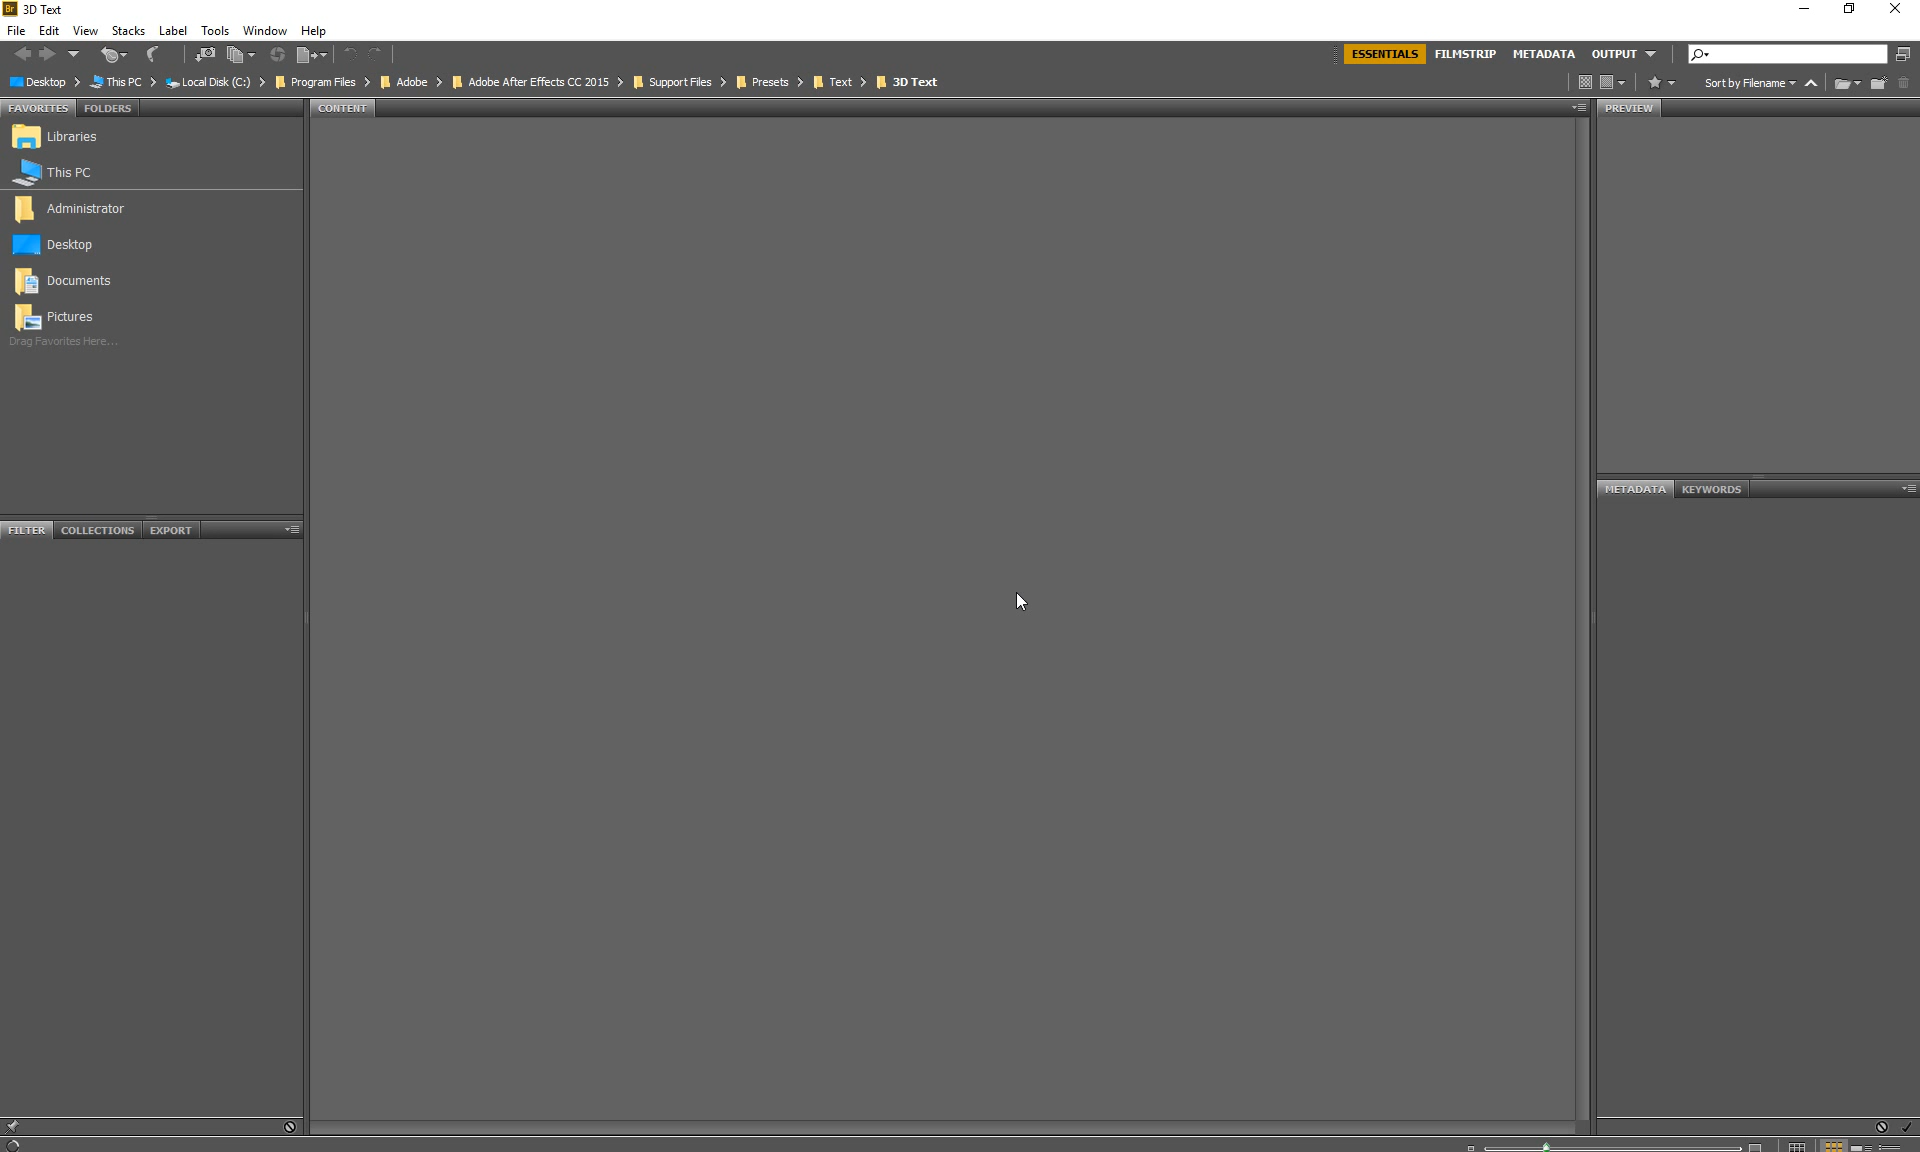 Br 3D Text
File Edit View Stacks Label Tools Window Help
ESSENTIALS FILMSTRIP METADATA OUTPUT
Desktop This PC Local Disk (C:) Program Files Adobe Adobe After Effects CC 2015 Support Files Presets Text 3D Text
Sort by Filename
FAVORITES FOLDERS
CONTENT
PREVIEW
Libraries
This PC
Administrator
Desktop
Documents
Pictures
Drag Favorites Here...
METADATA KEYWORDS
FILTER COLLECTIONS EXPORT